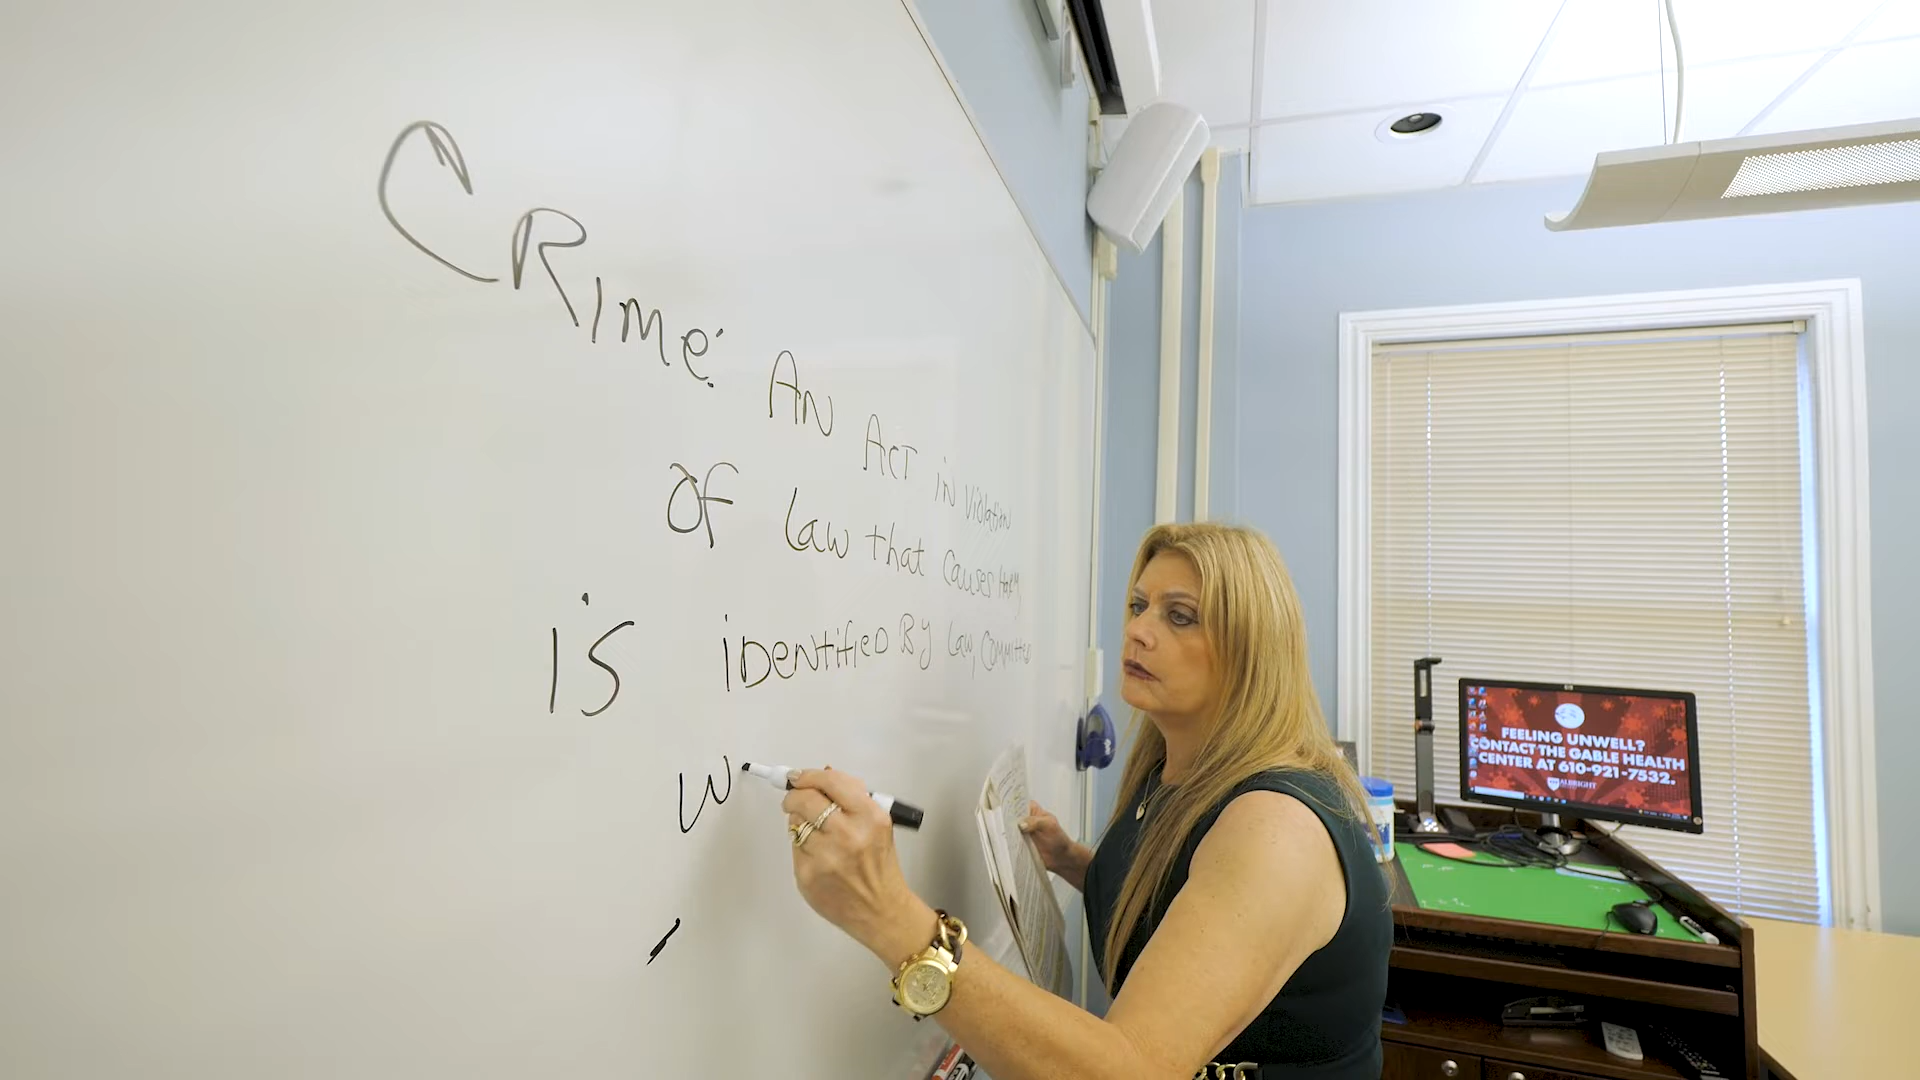 CRime: AN ACT in Violation
OF law that Causes Harm,
is iDentifieD By Law, Committed
w
FEELING UNWELL?
CONTACT THE GABLE HEALTH
CENTER AT 610-921-7532.
ALBRIGHT